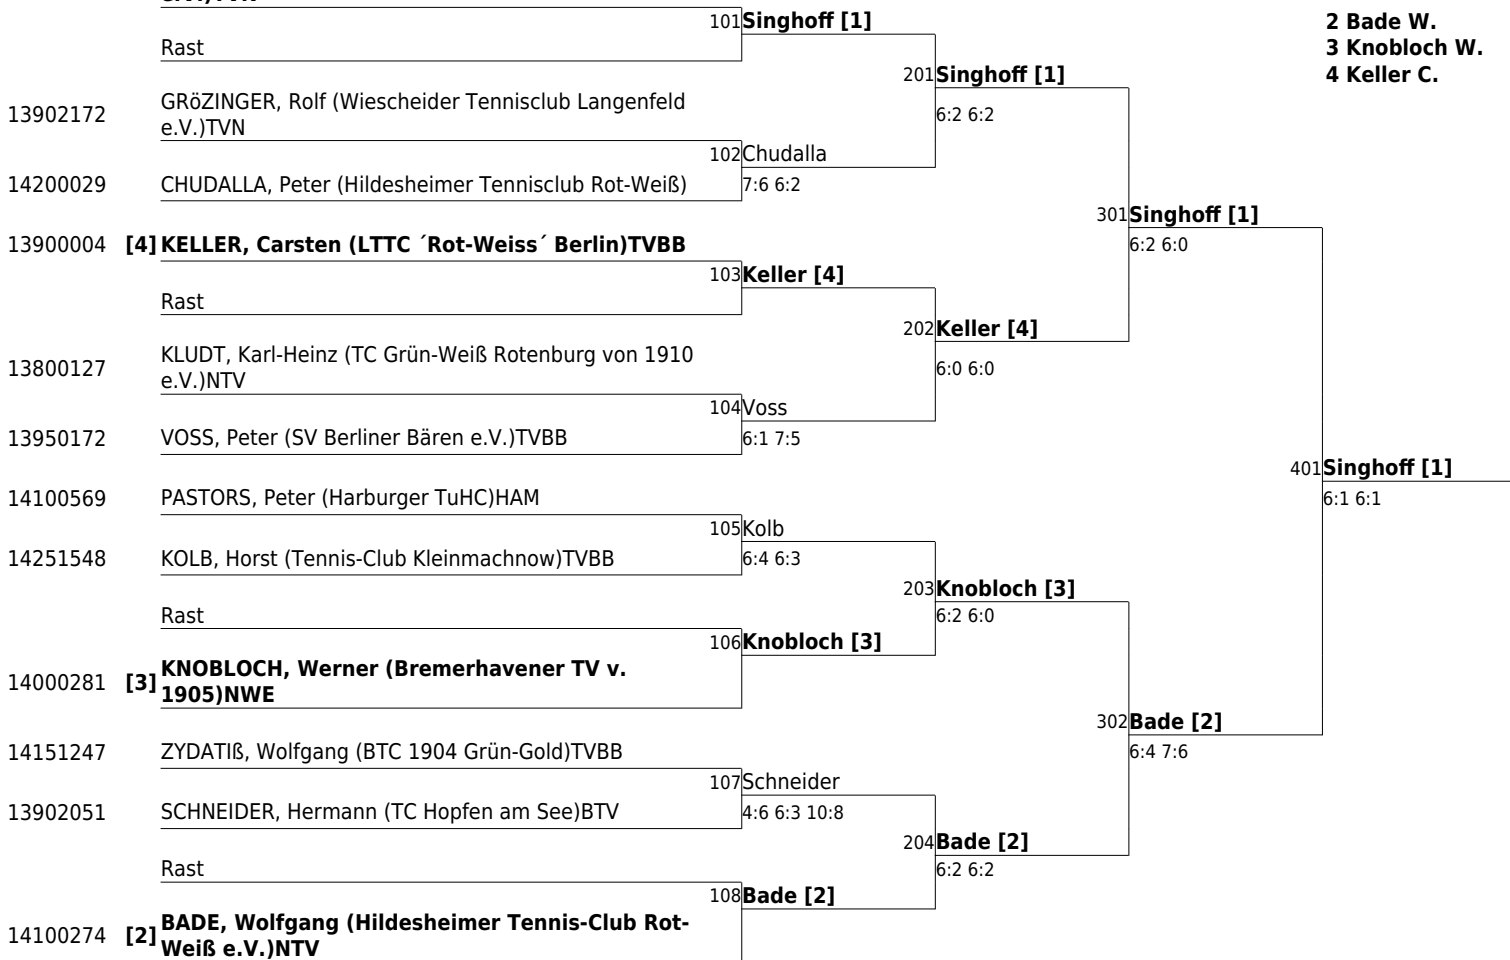 101 Singhoff [1]
2 Bade W.
Rast
3 Knobloch W.
201 Singhoff [1]
4 Keller C.
13902172 GRöZINGER, Rolf (Wiescheider Tennisclub Langenfeld
e.V.)TVN
6:2 6:2
102 Chudalla
14200029 CHUDALLA, Peter (Hildesheimer Tennisclub Rot-Weiß)
7:6 6:2
301 Singhoff [1]
13900004 [4] KELLER, Carsten (LTTC ´Rot-Weiss´ Berlin)TVBB
6:2 6:0
103 Keller [4]
Rast
202 Keller [4]
13800127 KLUDT, Karl-Heinz (TC Grün-Weiß Rotenburg von 1910
e.V.)NTV
6:0 6:0
104 Voss
13950172 VOSS, Peter (SV Berliner Bären e.V.)TVBB
6:1 7:5
401 Singhoff [1]
14100569 PASTORS, Peter (Harburger TuHC)HAM
6:1 6:1
105 Kolb
14251548 KOLB, Horst (Tennis-Club Kleinmachnow)TVBB
6:4 6:3
203 Knobloch [3]
Rast
6:2 6:0
106 Knobloch [3]
14000281 [3] KNOBLOCH, Werner (Bremerhavener TV v.
1905)NWE
302 Bade [2]
14151247 ZYDATIß, Wolfgang (BTC 1904 Grün-Gold)TVBB
6:4 7:6
107 Schneider
13902051 SCHNEIDER, Hermann (TC Hopfen am See)BTV
4:6 6:3 10:8
204 Bade [2]
Rast
6:2 6:2
108 Bade [2]
14100274 [2] BADE, Wolfgang (Hildesheimer Tennis-Club Rot-
Weiß e.V.)NTV